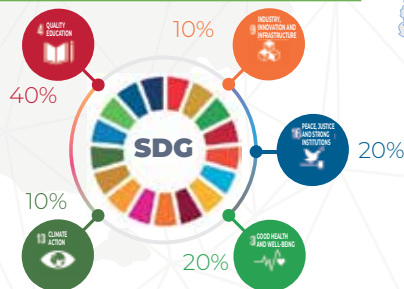 4 QUALITY
EDUCATION
40%
10%
9 INDUSTRY,
INNOVATION AND
INFRASTRUCTURE
SDG
16 PEACE, JUSTICE
AND STRONG
INSTITUTIONS
20%
10%
13 CLIMATE
ACTION
20%
3 GOOD HEALTH
AND WELL-BEING